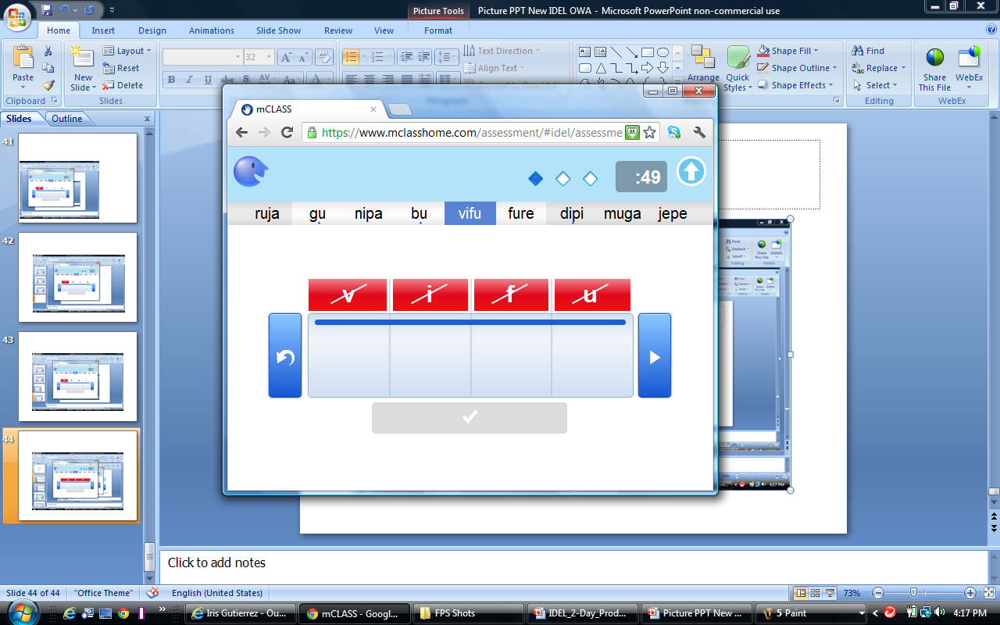 Picture Tools
Picture PPT New IDEL OWA - Microsoft PowerPoint non-commercial use
Home Insert Design Animations Slide Show Review View Format
Paste
Clipboard
New
Slide
Layout
Reset
Delete
Slides
32
B I U abc S AV Aa A
Text Direction
Align Text
Paragraph
Arrange
Quick
Styles
Shape Fill
Shape Outline
Shape Effects
Find
Replace
Select
Editing
Share
This File
WebEx
WebEx
Slides Outline
41
42
43
44
mCLASS
https://www.mclasshome.com/assessment/#idel/assessme
:49
ruja gu nipa bu vifu fure dipi muga jepe
v i f u
Click to add notes
Slide 44 of 44 "Office Theme" English (United States) 73%
Iris Gutierrez - Ou... mCLASS - Googl... FPS Shots IDEL_2-Day_Prod... Picture PPT New ... 5 Paint 4:17 PM